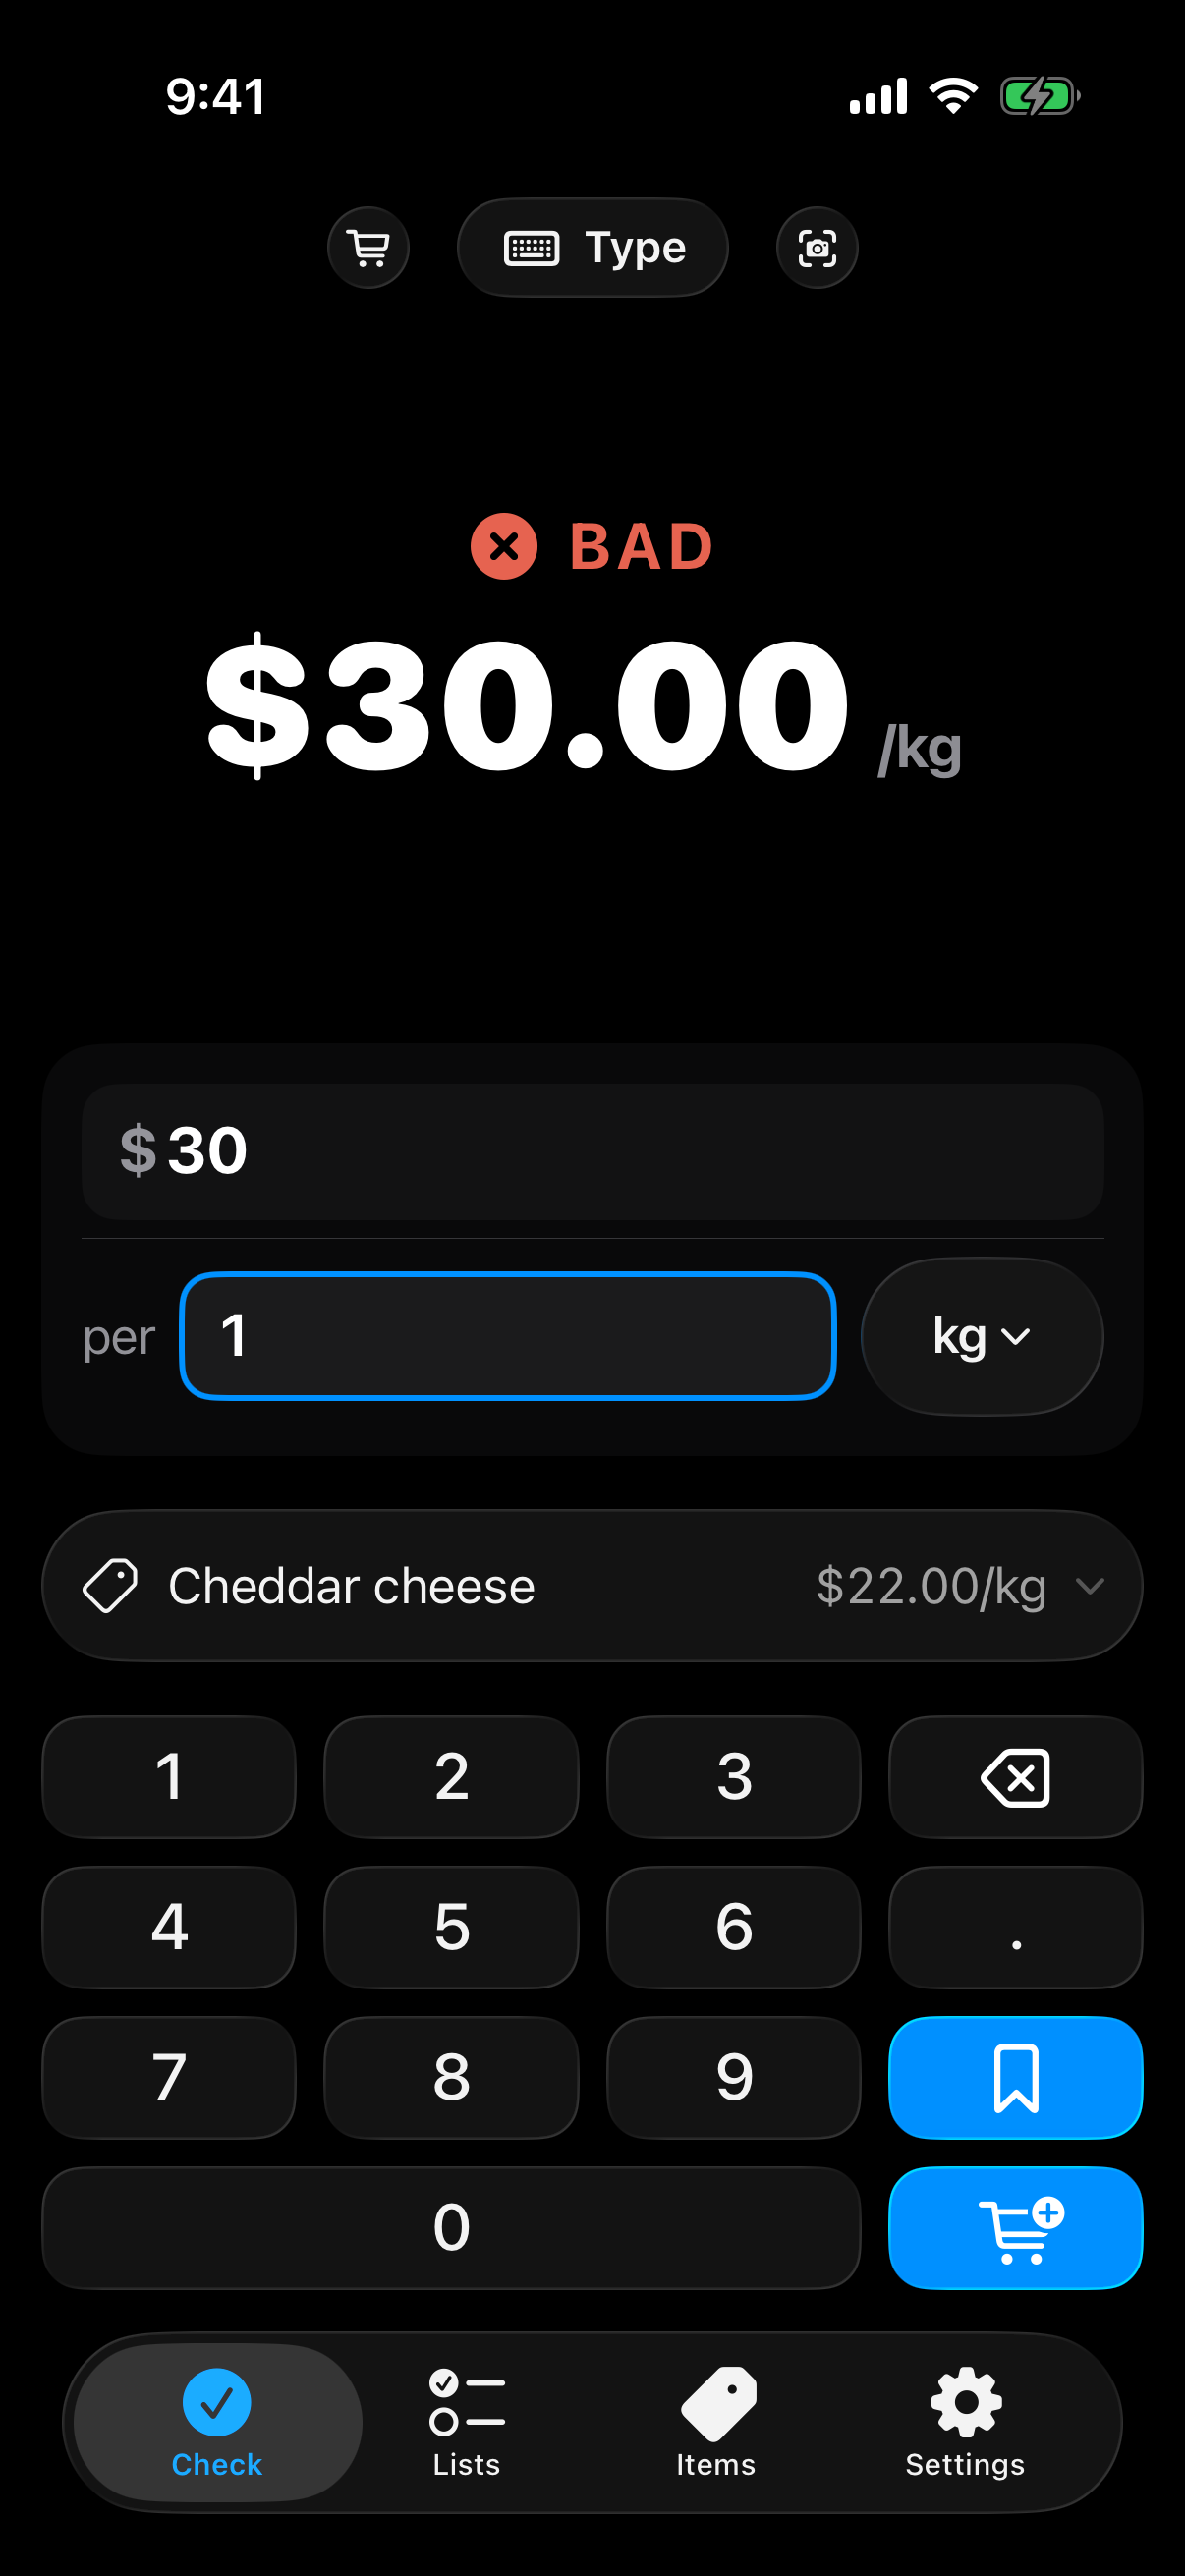 9:41
Type
BAD
$30.00 /kg
$ 30
per 1 kg
Cheddar cheese $22.00/kg
1 2 3
4 5 6 .
7 8 9
0
Check Lists Items Settings